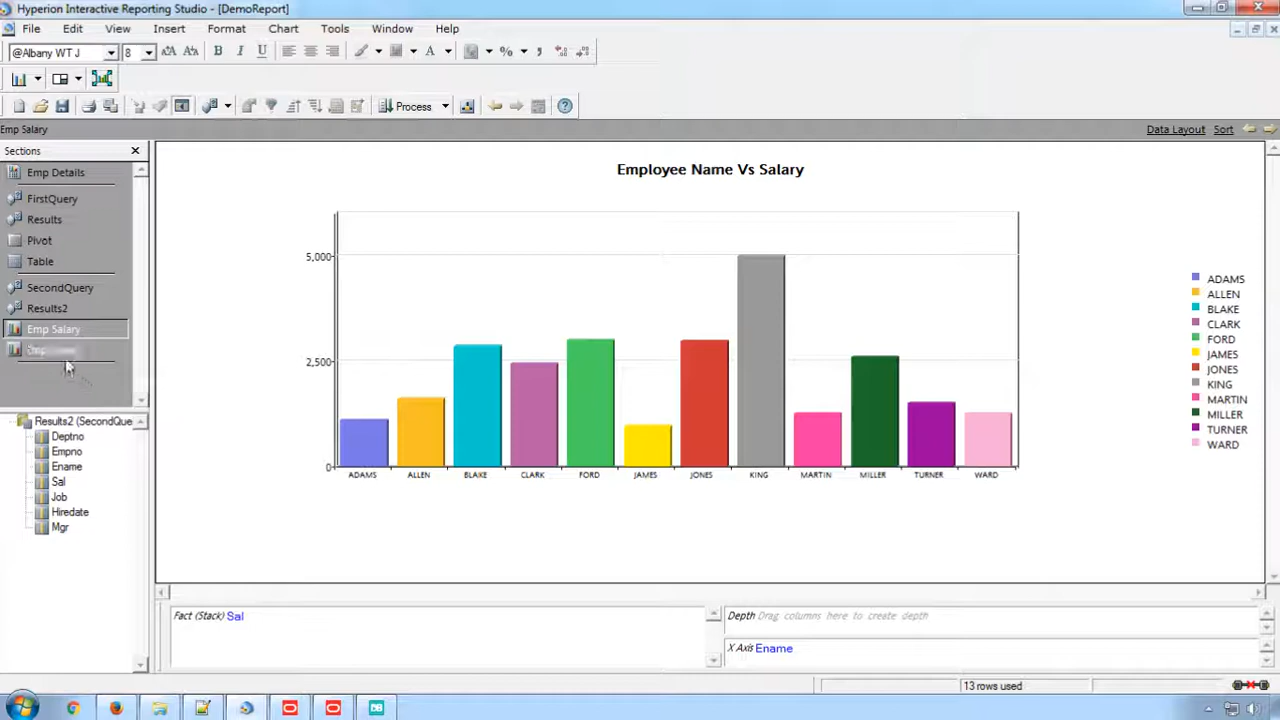 Hyperion Interactive Reporting Studio - [DemoReport]
File Edit View Insert Format Chart Tools Window Help
@Albany WT J 8 B I U A %
Process
Emp Salary
Data Layout Sort
Sections
Emp Details
FirstQuery
Results
Pivot
Table
SecondQuery
Results2
Emp Salary
Emp
Results2 (SecondQue
Deptno
Empno
Ename
Sal
Job
Hiredate
Mgr
Employee Name Vs Salary
5,000
2,500
0
ADAMS ALLEN BLAKE CLARK FORD JAMES JONES KING MARTIN MILLER TURNER WARD
ADAMS
ALLEN
BLAKE
CLARK
FORD
JAMES
JONES
KING
MARTIN
MILLER
TURNER
WARD
Fact (Stack) Sal
Depth Drag columns here to create depth
X Axis Ename
13 rows used